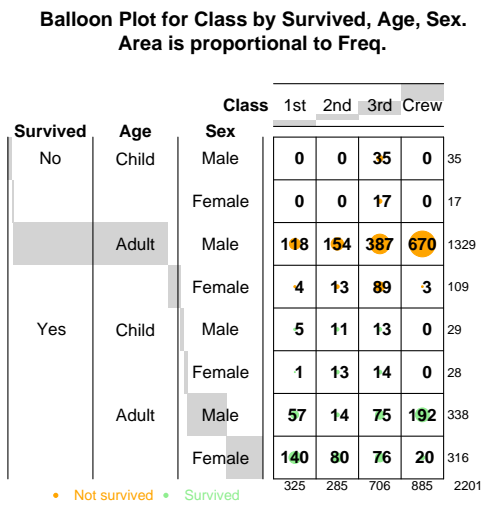 Balloon Plot for Class by Survived, Age, Sex.
Area is proportional to Freq.
Class 1st 2nd 3rd Crew
Survived Age Sex
No Child Male 0 0 35 0 35
Female 0 0 17 0 17
Adult Male 118 154 387 670 1329
Female 4 13 89 3 109
Yes Child Male 5 11 13 0 29
Female 1 13 14 0 28
Adult Male 57 14 75 192 338
Female 140 80 76 20 316
325 285 706 885 2201
Not survived Survived